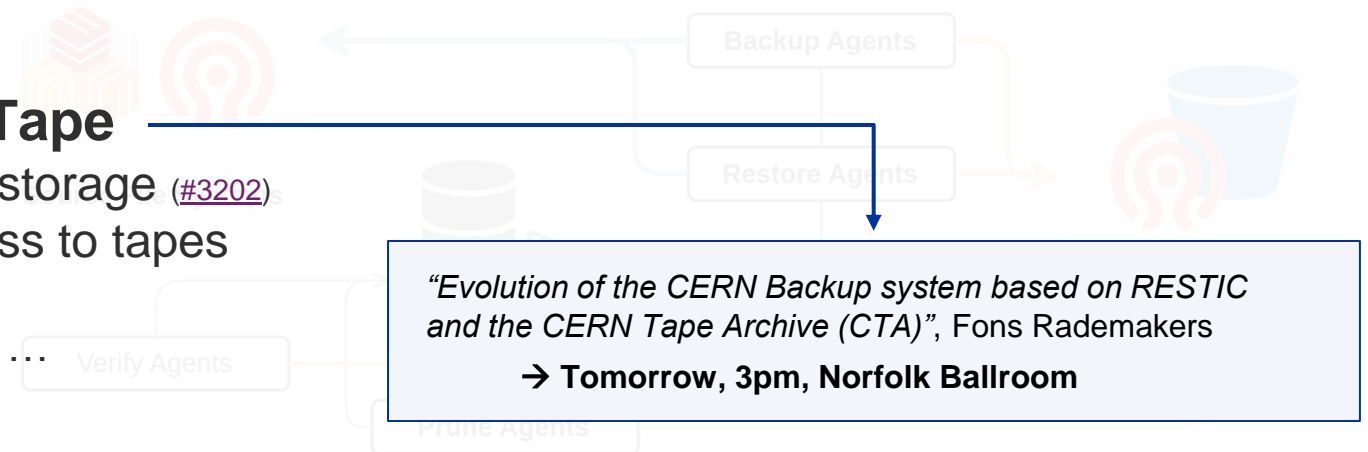 Backup Agents
Tape
Restore Agents
storage (#3202)
ss to tapes
“Evolution of the CERN Backup system based on RESTIC
and the CERN Tape Archive (CTA)”, Fons Rademakers
… Verify Agents
→ Tomorrow, 3pm, Norfolk Ballroom
Prune Agents